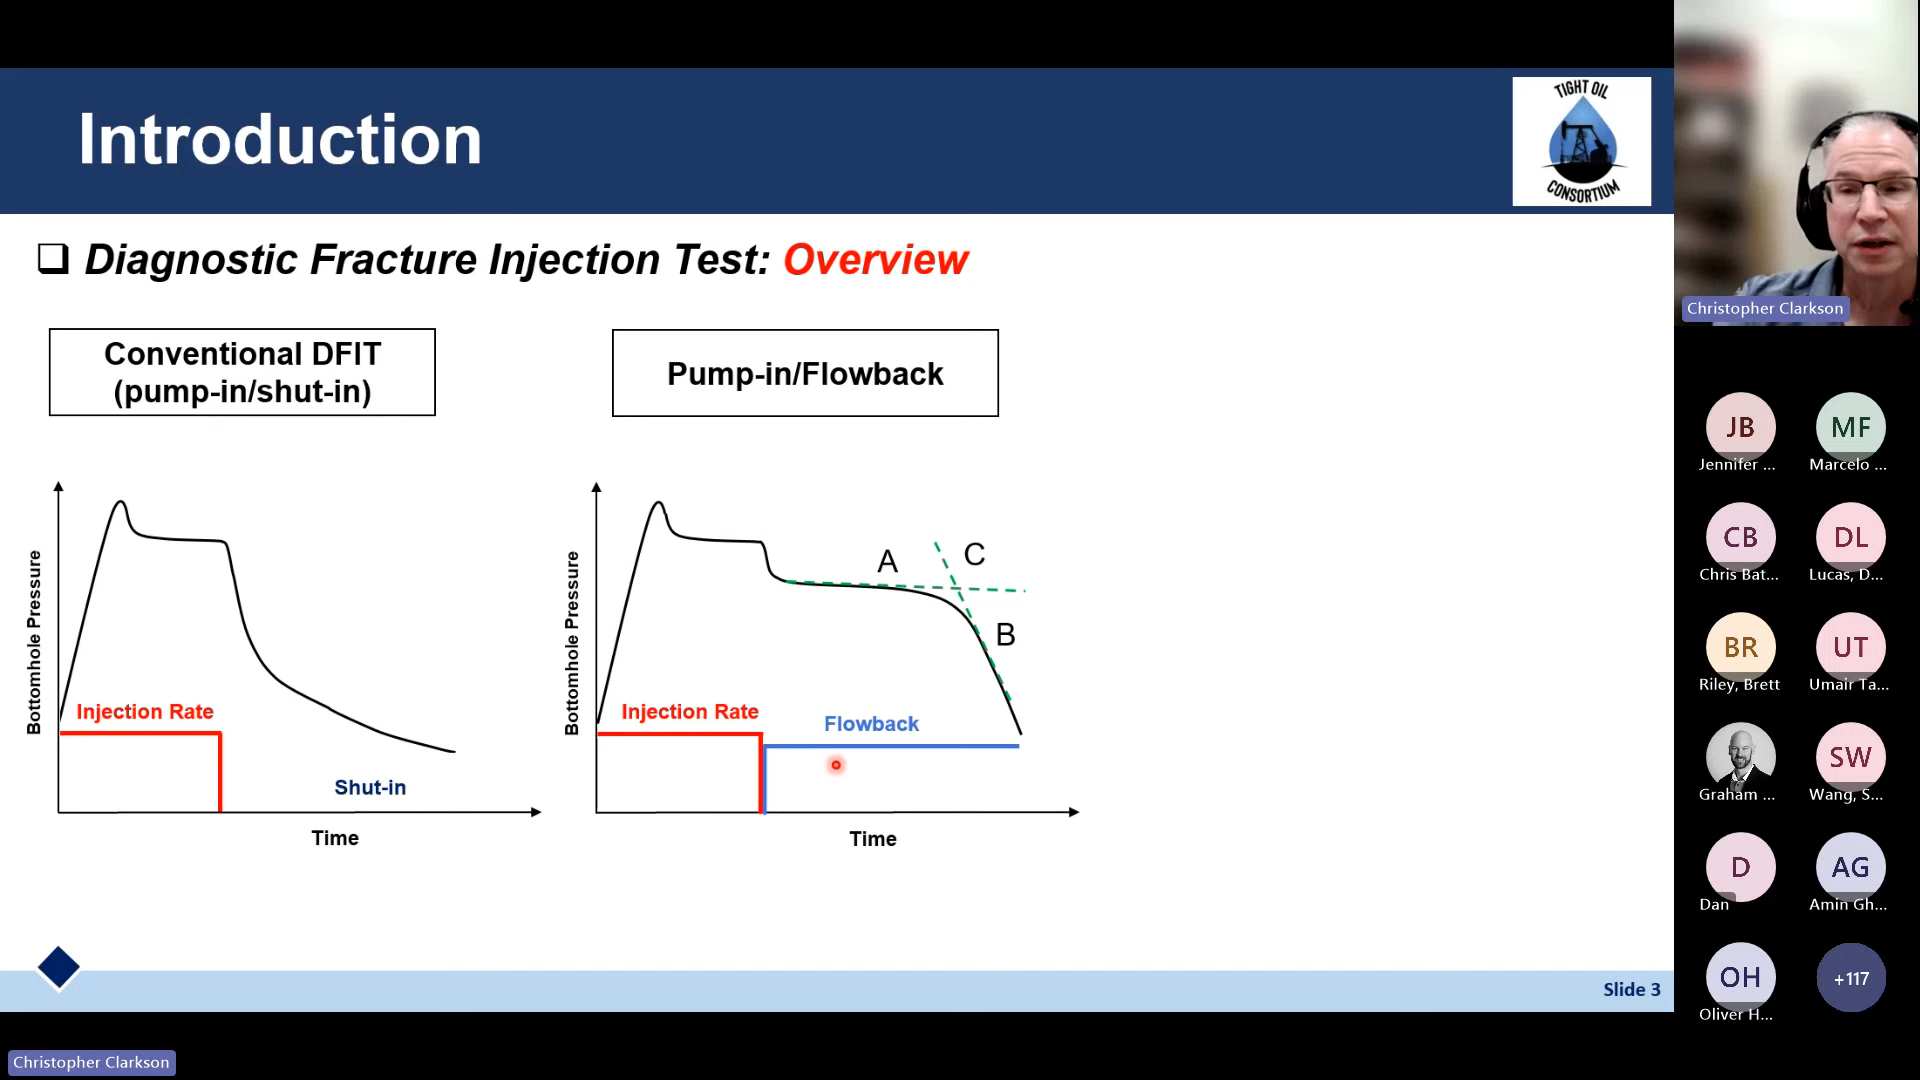 Introduction
TIGHT OIL
CONSORTIUM
Diagnostic Fracture Injection Test: Overview
Conventional DFIT
(pump-in/shut-in)
Pump-in/Flowback
Bottomhole Pressure
Injection Rate
Shut-in
Time
Bottomhole Pressure
A
C
B
Injection Rate
Flowback
Time
Slide 3
Christopher Clarkson
Christopher Clarkson
JB
Jennifer ...
MF
Marcelo ...
CB
Chris Bat...
DL
Lucas, D...
BR
Riley, Brett
UT
Umair Ta...
Graham ...
SW
Wang, S...
D
Dan
AG
Amin Gh...
OH
Oliver H...
+117